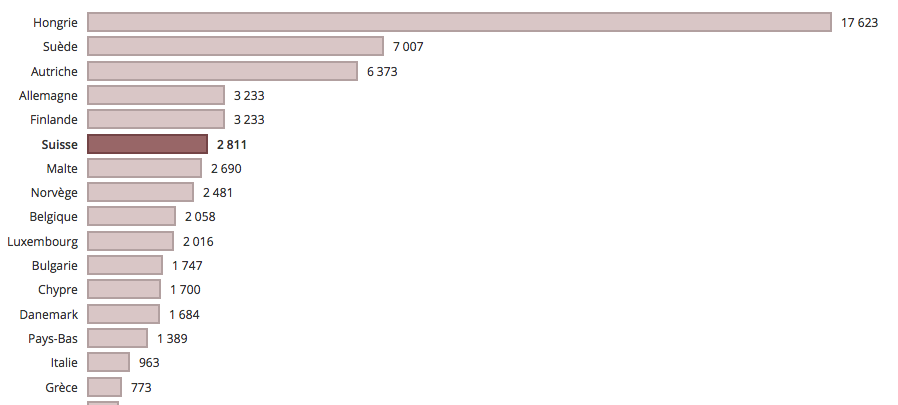 Hongrie 17 623
Suède 7 007
Autriche 6 373
Allemagne 3 233
Finlande 3 233
Suisse 2 811
Malte 2 690
Norvège 2 481
Belgique 2 058
Luxembourg 2 016
Bulgarie 1 747
Chypre 1 700
Danemark 1 684
Pays-Bas 1 389
Italie 963
Grèce 773